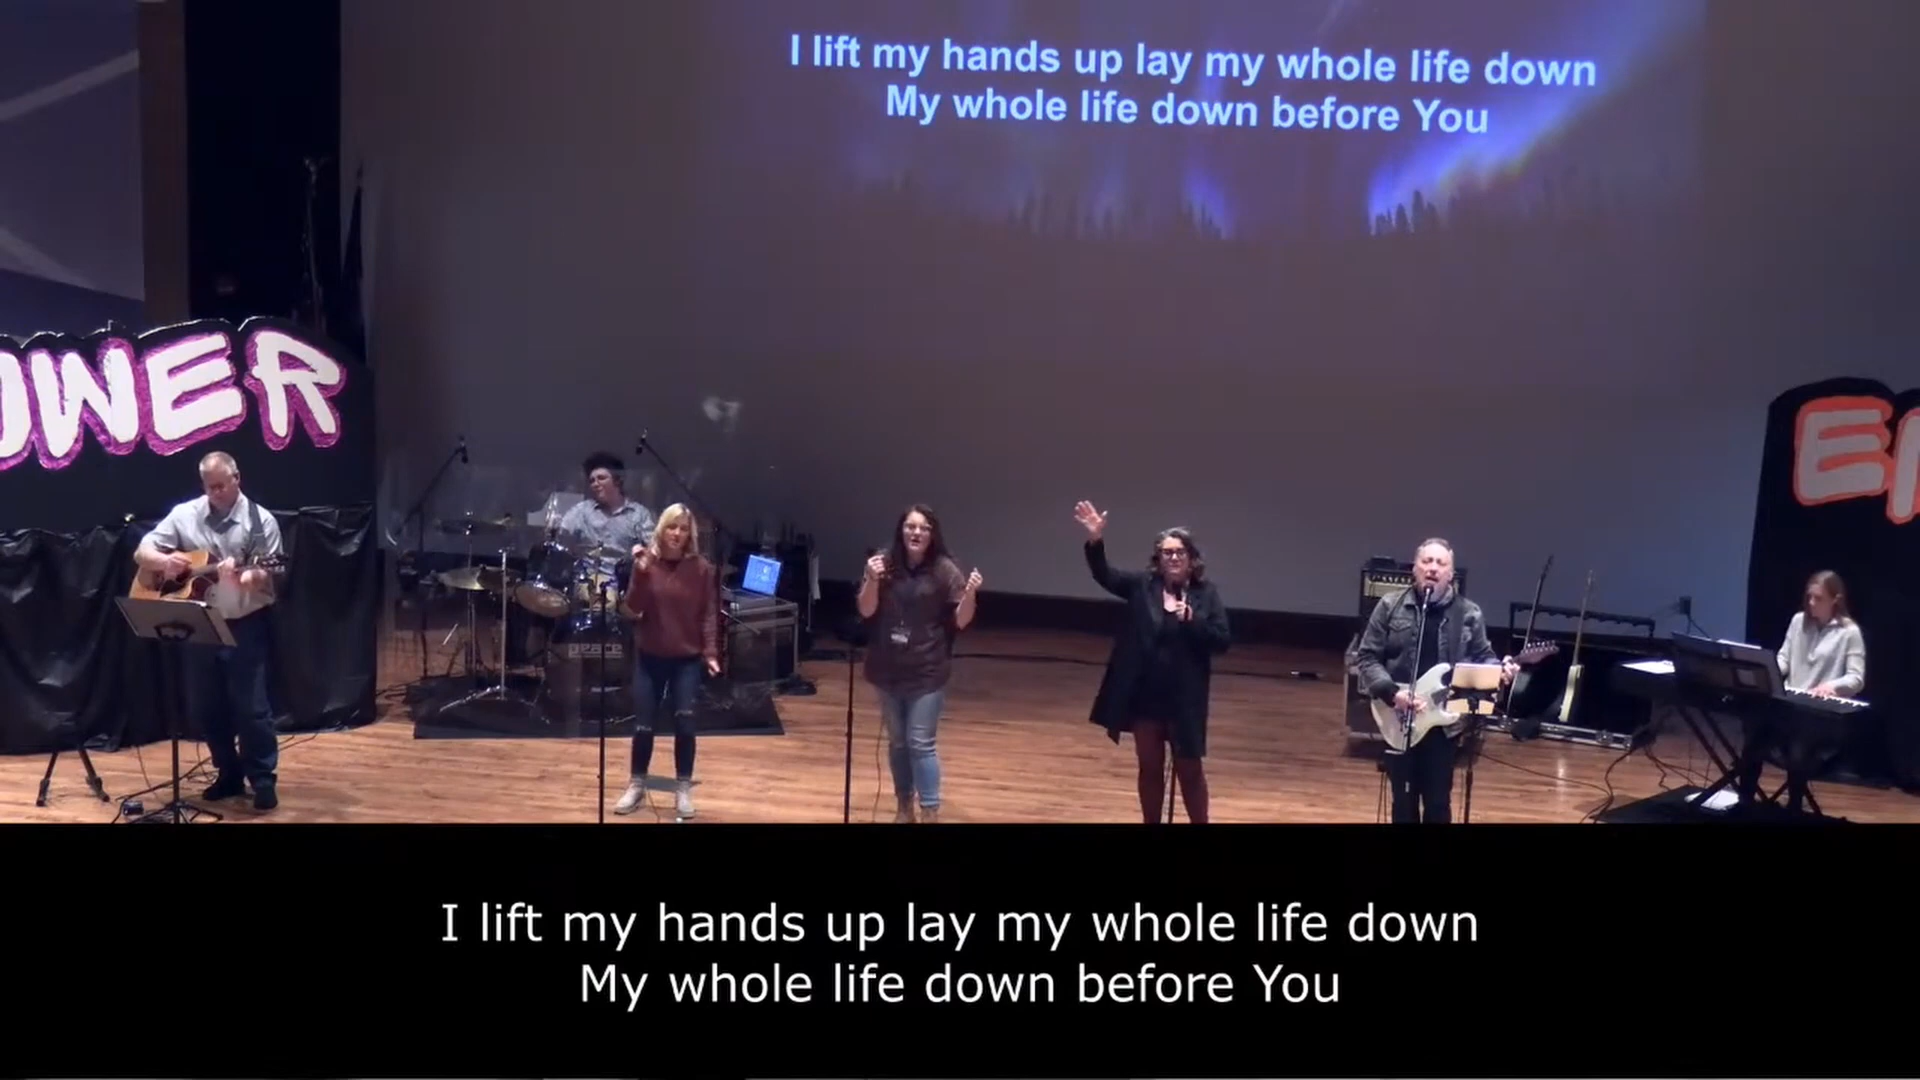 I lift my hands up lay my whole life down
My whole life down before You
OWER
peace
I lift my hands up lay my whole life down
My whole life down before You